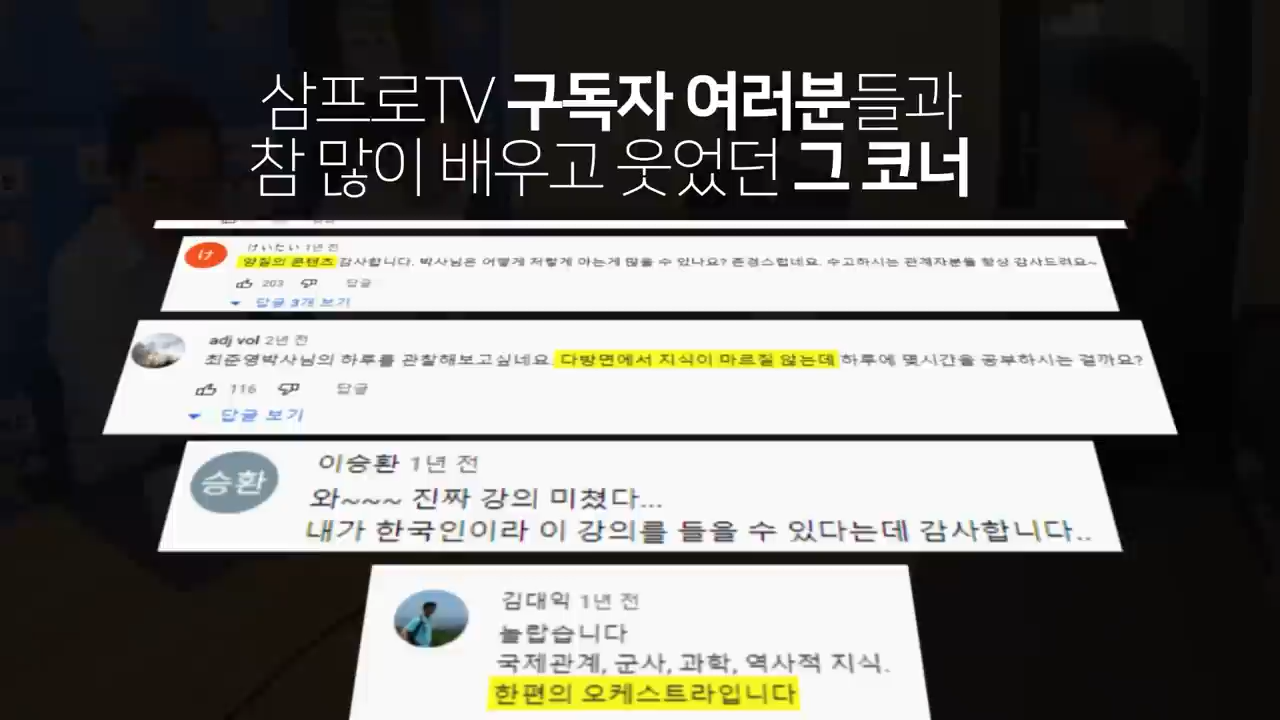 삼프로TV 구독자 여러분들과
참 많이 배우고 웃었던 그 코너
け
けいたい 1년 전
양질의 콘텐츠 감사합니다. 박사님은 어떻게 저렇게 아는게 많을 수 있나요? 존경스럽네요. 수고하시는 관계자분들 항상 감사드려요~
203 답글
답글 3개 보기
adj vol 2년 전
최준영박사님의 하루를 관찰해보고싶네요. 다방면에서 지식이 마르질 않는데 하루에 몇시간을 공부하시는 걸까요?
116 답글
답글 보기
승환
이승환 1년 전
와~~~ 진짜 강의 미쳤다...
내가 한국인이라 이 강의를 들을 수 있다는데 감사합니다..
김대익 1년 전
놀랍습니다
국제관계, 군사, 과학, 역사적 지식.
한편의 오케스트라입니다